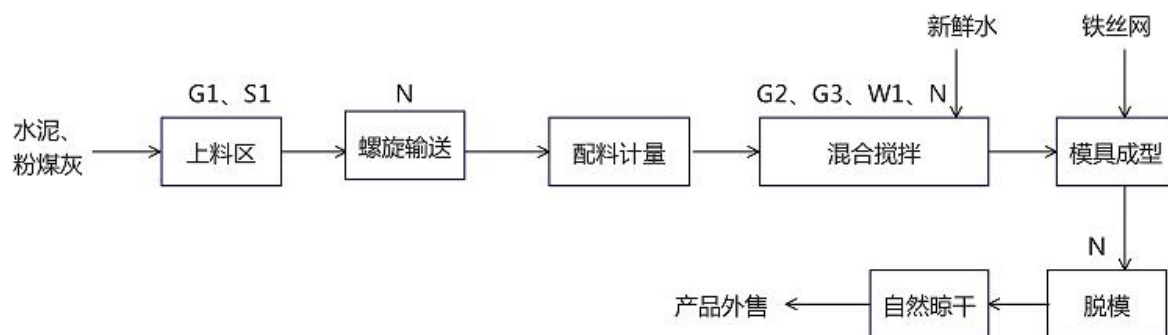 新鲜水
铁丝网
G1、S1
N
G2、G3、W1、N
水泥、
粉煤灰
上料区
螺旋输送
配料计量
混合搅拌
模具成型
N
产品外售
自然晾干
脱模